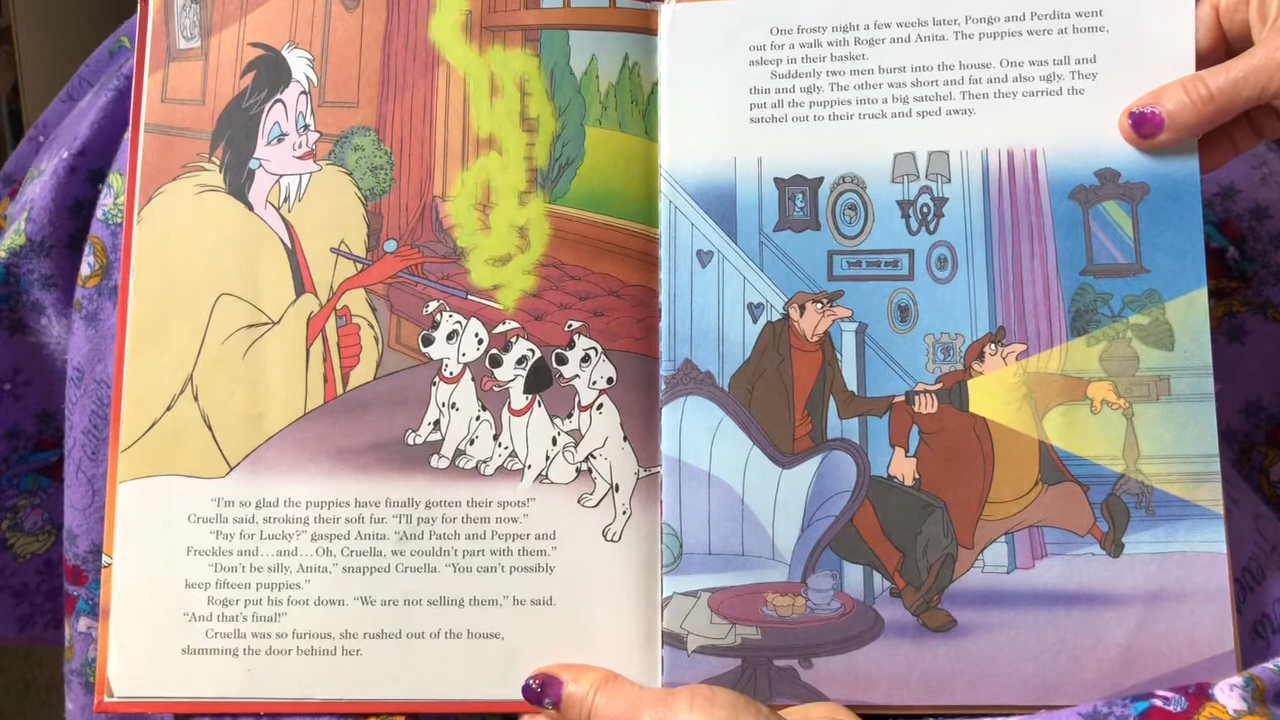 “I’m so glad the puppies have finally gotten their spots!”
Cruella said, stroking their soft fur. “I’ll pay for them now.”
“Pay for Lucky?” gasped Anita. “And Patch and Pepper and
Freckles and...and...Oh, Cruella, we couldn’t part with them.”
“Don’t be silly, Anita,” snapped Cruella. “You can’t possibly
keep fifteen puppies.”
Roger put his foot down. “We are not selling them,” he said.
“And that’s final!”
Cruella was so furious, she rushed out of the house,
slamming the door behind her.
One frosty night a few weeks later, Pongo and Perdita went
out for a walk with Roger and Anita. The puppies were at home,
asleep in their basket.
Suddenly two men burst into the house. One was tall and
thin and ugly. The other was short and fat and also ugly. They
put all the puppies into a big satchel. Then they carried the
satchel out to their truck and sped away.